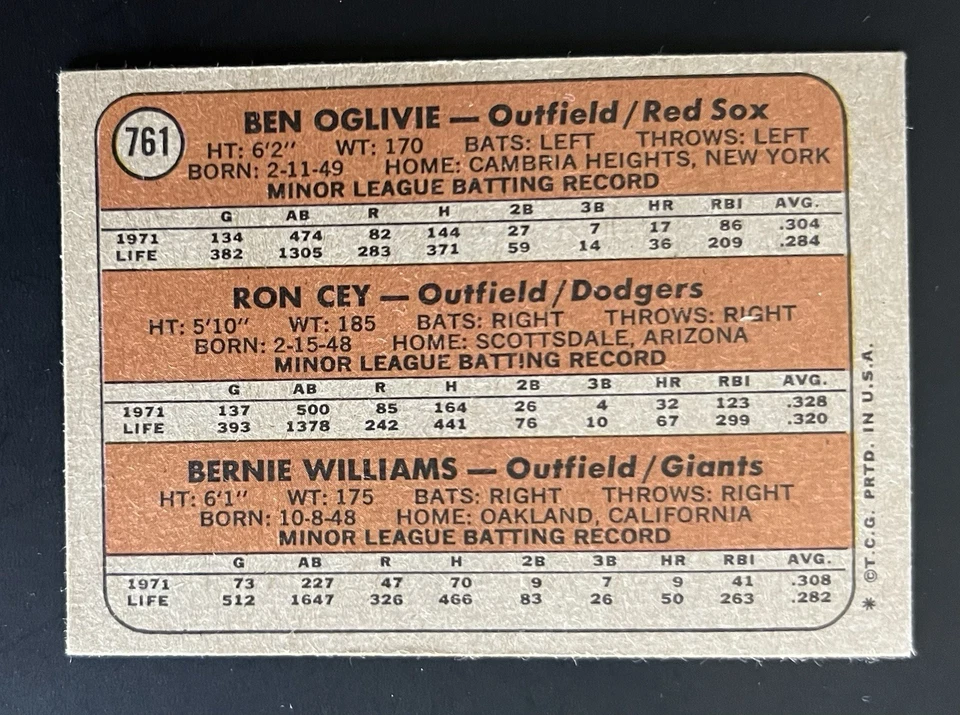 761
BEN OGLIVIE — Outfield/Red Sox
HT: 6'2" WT: 170 BATS: LEFT THROWS: LEFT
BORN: 2-11-49 HOME: CAMBRIA HEIGHTS, NEW YORK
MINOR LEAGUE BATTING RECORD
G AB R H 2B 3B HR RBI AVG.
1971 134 474 82 144 27 7 17 86 .304
LIFE 382 1305 283 371 59 14 36 209 .284
RON CEY — Outfield/Dodgers
HT: 5'10" WT: 185 BATS: RIGHT THROWS: RIGHT
BORN: 2-15-48 HOME: SCOTTSDALE, ARIZONA
MINOR LEAGUE BATTING RECORD
G AB R H 2B 3B HR RBI AVG.
1971 137 500 85 164 26 4 32 123 .328
LIFE 393 1378 242 441 76 10 67 299 .320
BERNIE WILLIAMS — Outfield/Giants
HT: 6'1" WT: 175 BATS: RIGHT THROWS: RIGHT
BORN: 10-8-48 HOME: OAKLAND, CALIFORNIA
MINOR LEAGUE BATTING RECORD
G AB R H 2B 3B HR RBI AVG.
1971 73 227 47 70 9 7 9 41 .308
LIFE 512 1647 326 466 83 26 50 263 .282
* ©T.C.G. PRTD. IN U.S.A.